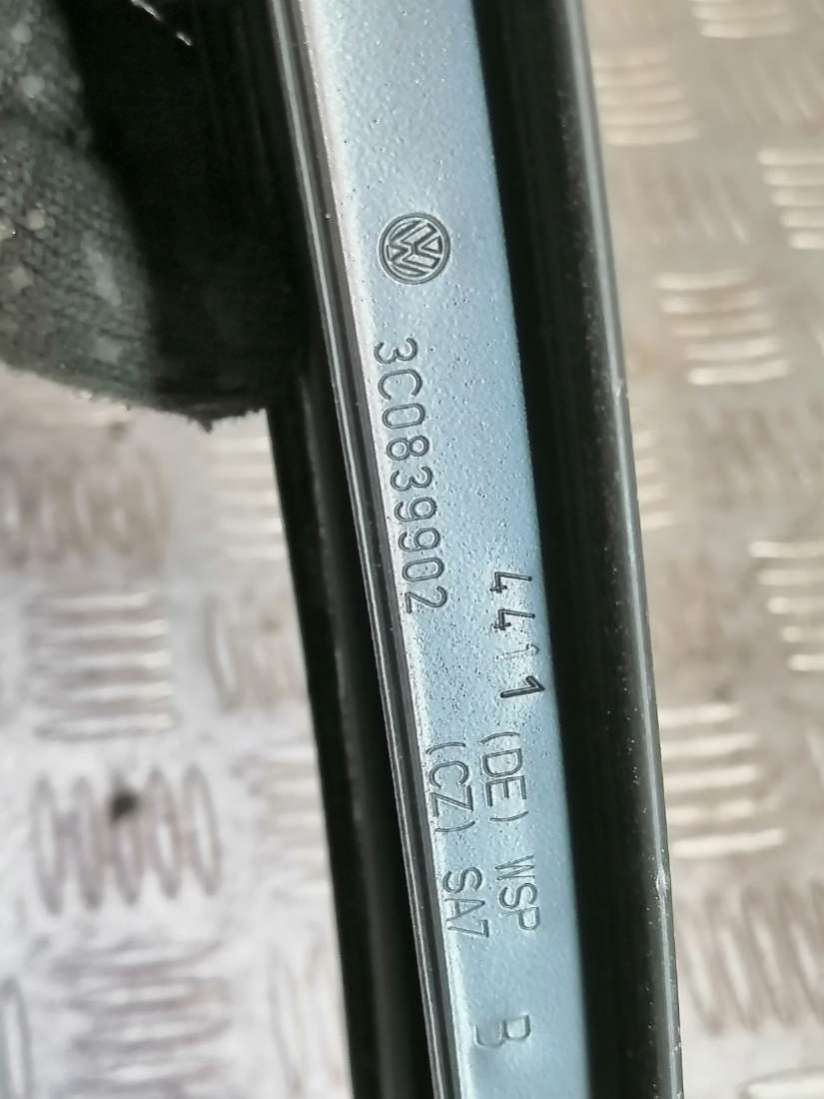 3C0839902
4411
(DE) WSP
(CZ) SA7
B